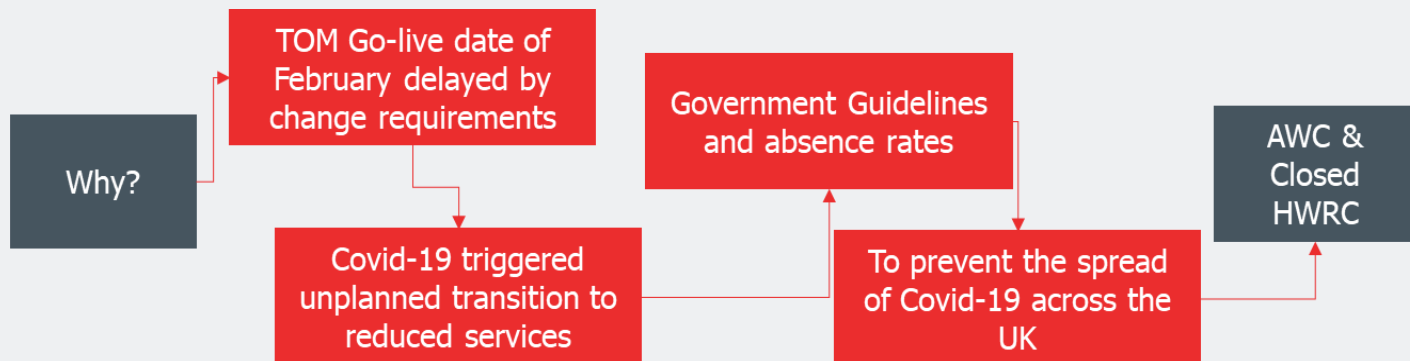 Why?
TOM Go-live date of
February delayed by
change requirements
Covid-19 triggered
unplanned transition to
reduced services
Government Guidelines
and absence rates
To prevent the spread
of Covid-19 across the
UK
AWC &
Closed
HWRC